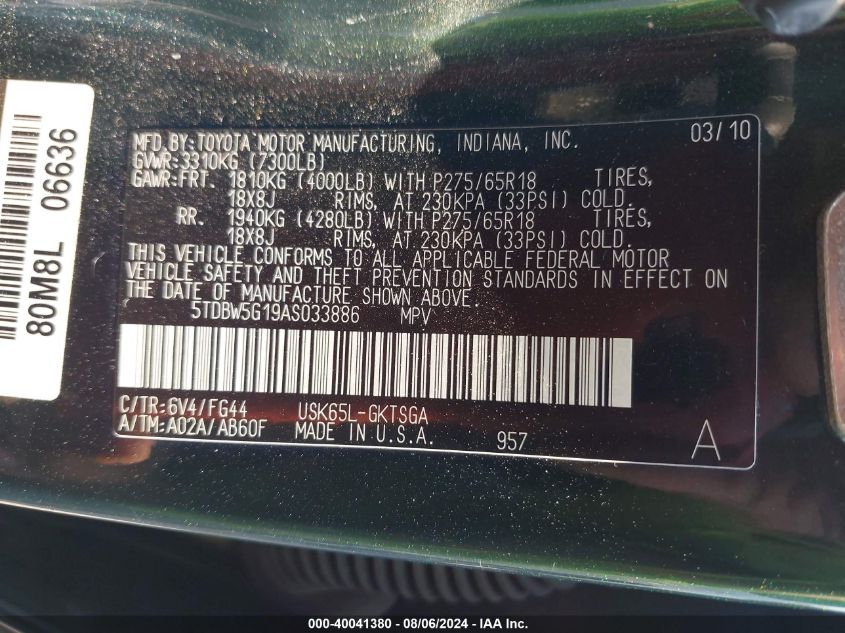 80M8L 06636
MFD. BY: TOYOTA MOTOR MANUFACTURING, INDIANA, INC. 03/10
GVWR: 3310KG (7300LB)
GAWR: FRT. 1810KG (4000LB) WITH P275/65R18 TIRES,
18X8J RIMS, AT 230KPA (33PSI) COLD.
RR. 1940KG (4280LB) WITH P275/65R18 TIRES,
18X8J RIMS, AT 230KPA (33PSI) COLD.
THIS VEHICLE CONFORMS TO ALL APPLICABLE FEDERAL MOTOR
VEHICLE SAFETY AND THEFT PREVENTION STANDARDS IN EFFECT ON
THE DATE OF MANUFACTURE SHOWN ABOVE.
5TDBW5G19AS033886 MPV
C/TR: 6V4/FG44 USK65L-GKTSGA
A/TM: A02A/AB60F MADE IN U.S.A. 957 A
000-40041380 - 08/06/2024 - IAA Inc.